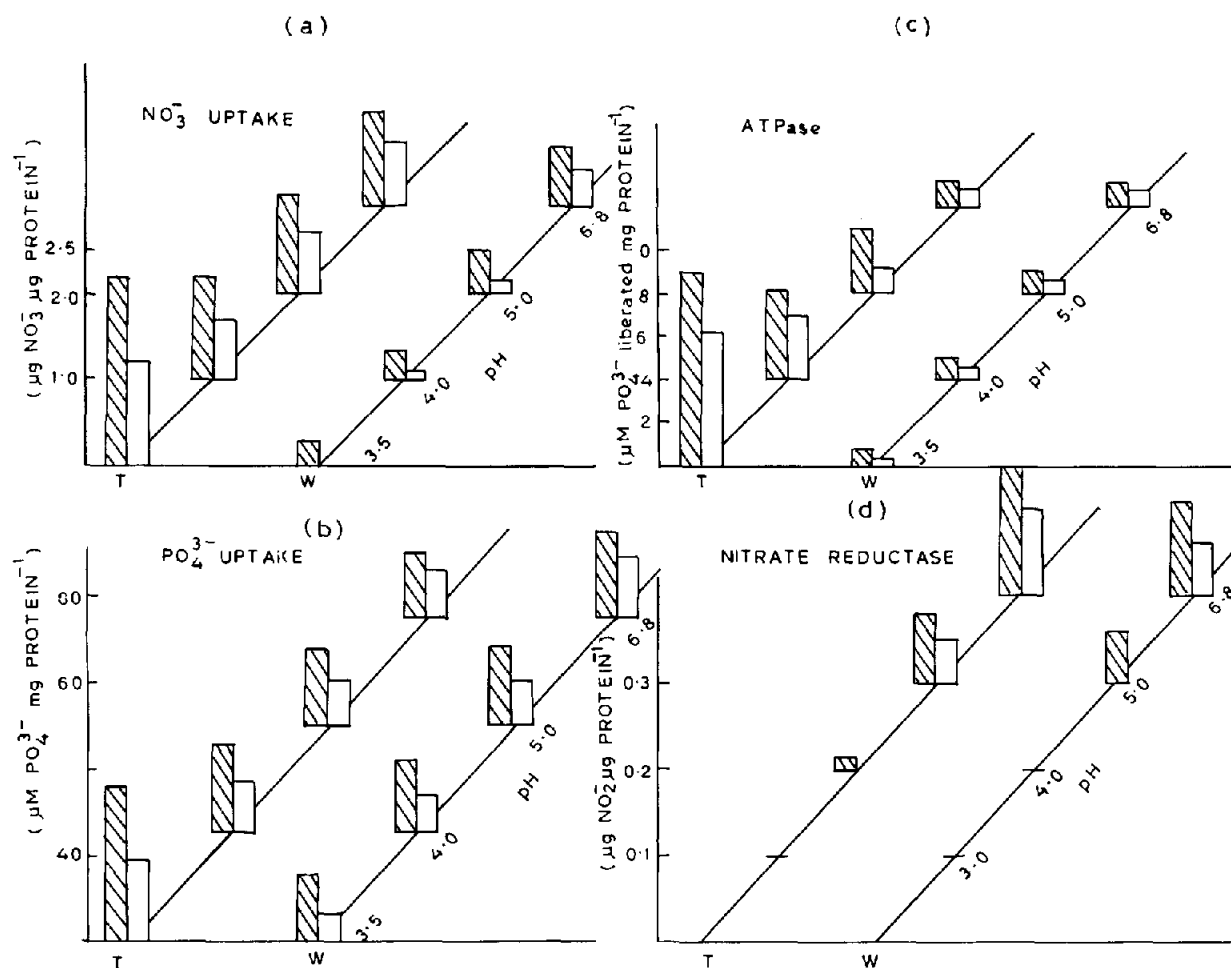 (a)
NO₃⁻ UPTAKE
(µg NO₃⁻ µg PROTEIN⁻¹)
2·5
2·0
1·0
T
W
3·5
4·0
5·0
6·8
pH
(c)
ATPase
(µM PO₄³⁻ liberated mg PROTEIN⁻¹)
0
8
6
14
2
T
W
3·5
4·0
5·0
6·8
pH
(b)
PO₄³⁻ UPTAKE
(µM PO₄³⁻ mg PROTEIN⁻¹)
60
40
T
W
3·5
4·0
5·0
6·8
pH
(d)
NITRATE REDUCTASE
(µg NO₂⁻ µg PROTEIN⁻¹)
0·3
0·2
0·1
T
W
3·0
4·0
5·0
6·8
pH